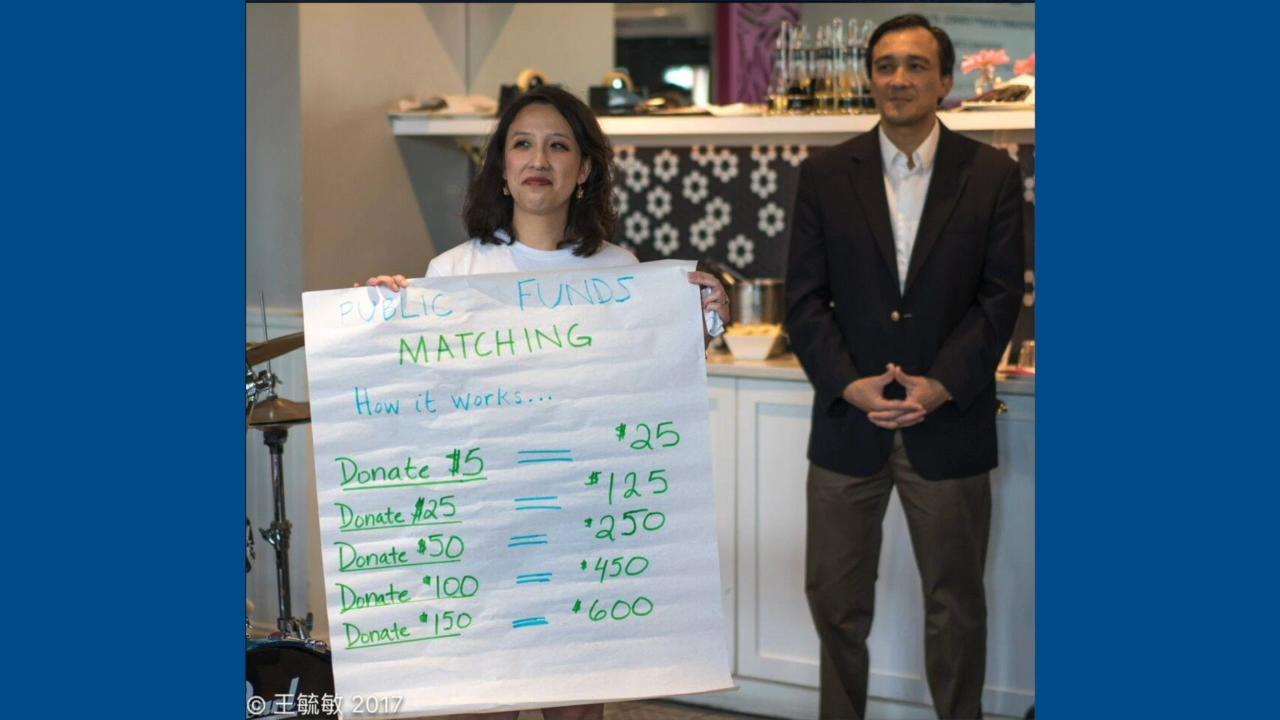 PUBLIC FUNDS
MATCHING
How it works...
Donate $5 = $25
Donate $25 = $125
Donate $50 = $250
Donate $100 = $450
Donate $150 = $600
© 王毓敏 2017